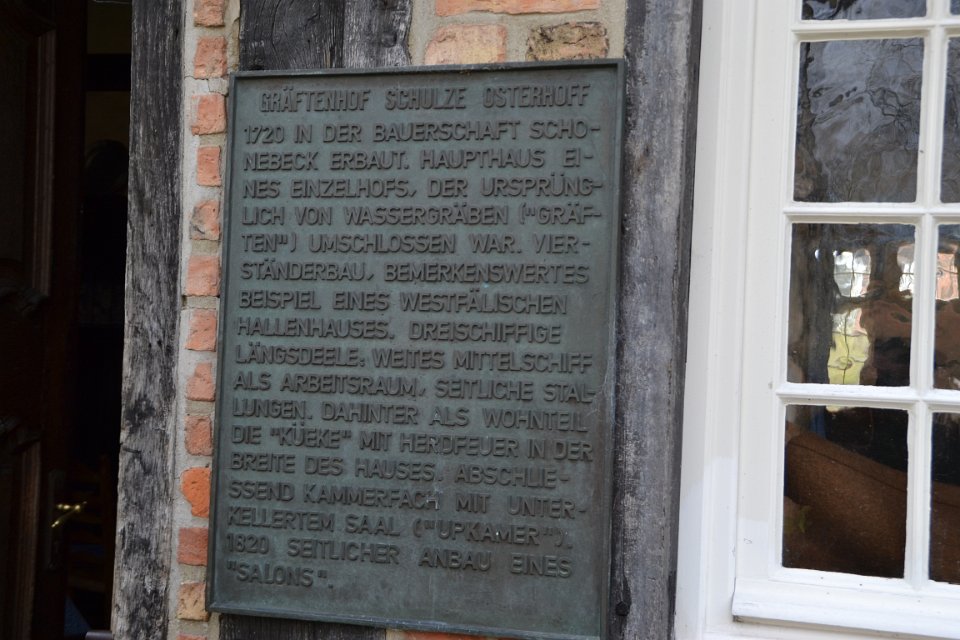 GRÄFTENHOF SCHULZE OSTERHOFF
1720 IN DER BAUERSCHAFT SCHO-
NEBECK ERBAUT. HAUPTHAUS EI-
NES EINZELHOFS, DER URSPRÜNG-
LICH VON WASSERGRÄBEN ("GRÄF-
TEN") UMSCHLOSSEN WAR. VIER-
STÄNDERBAU, BEMERKENSWERTES
BEISPIEL EINES WESTFÄLISCHEN
HALLENHAUSES. DREISCHIFFIGE
LÄNGSDEELE. WEITES MITTELSCHIFF
ALS ARBEITSRAUM, SEITLICHE STAL-
LUNGEN. DAHINTER ALS WOHNTEIL
DIE "KÜEKE" MIT HERDFEUER IN DER
BREITE DES HAUSES. ABSCHLIE-
SSEND KAMMERFACH MIT UNTER-
KELLERTEM SAAL ("UPKAMER").
1820 SEITLICHER ANBAU EINES
"SALONS".